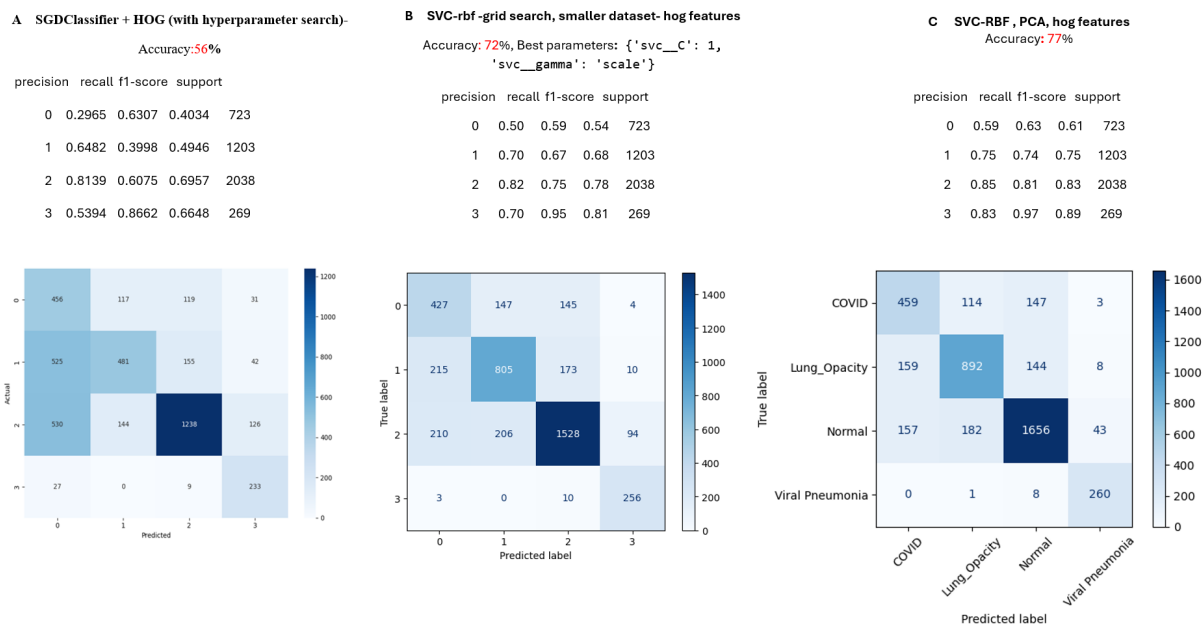 A SGDClassifier + HOG (with hyperparameter search)-
Accuracy:56%
precision recall f1-score support
0 0.2965 0.6307 0.4034 723
1 0.6482 0.3998 0.4946 1203
2 0.8139 0.6075 0.6957 2038
3 0.5394 0.8662 0.6648 269
0 456 117 119 31
1 525 481 155 42
2 530 144 1238 126
3 27 0 9 233
0 1 2 3
Actual
Predicted
1200
1000
800
600
400
200
0
B SVC-rbf -grid search, smaller dataset- hog features
Accuracy: 72%, Best parameters: {'svc__C': 1,
'svc__gamma': 'scale'}
precision recall f1-score support
0 0.50 0.59 0.54 723
1 0.70 0.67 0.68 1203
2 0.82 0.75 0.78 2038
3 0.70 0.95 0.81 269
0 427 147 145 4
1 215 805 173 10
2 210 206 1528 94
3 3 0 10 256
0 1 2 3
True label
Predicted label
1400
1200
1000
800
600
400
200
0
C SVC-RBF , PCA, hog features
Accuracy: 77%
precision recall f1-score support
0 0.59 0.63 0.61 723
1 0.75 0.74 0.75 1203
2 0.85 0.81 0.83 2038
3 0.83 0.97 0.89 269
COVID 459 114 147 3
Lung_Opacity 159 892 144 8
Normal 157 182 1656 43
Viral Pneumonia 0 1 8 260
COVID Lung_Opacity Normal Viral Pneumonia
True label
Predicted label
1600
1400
1200
1000
800
600
400
200
0